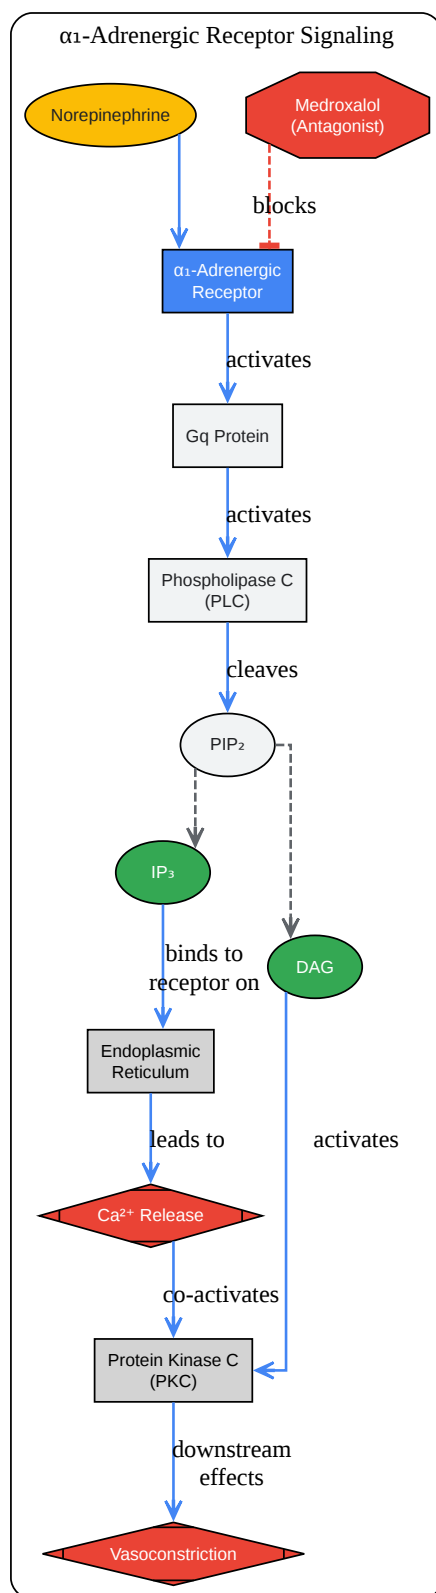 α₁-Adrenergic Receptor Signaling
Norepinephrine
Medroxalol
(Antagonist)
blocks
α₁-Adrenergic
Receptor
activates
Gq Protein
activates
Phospholipase C
(PLC)
cleaves
PIP₂
IP₃
binds to
receptor on
DAG
Endoplasmic
Reticulum
leads to
activates
Ca²⁺ Release
co-activates
Protein Kinase C
(PKC)
downstream
effects
Vasoconstriction